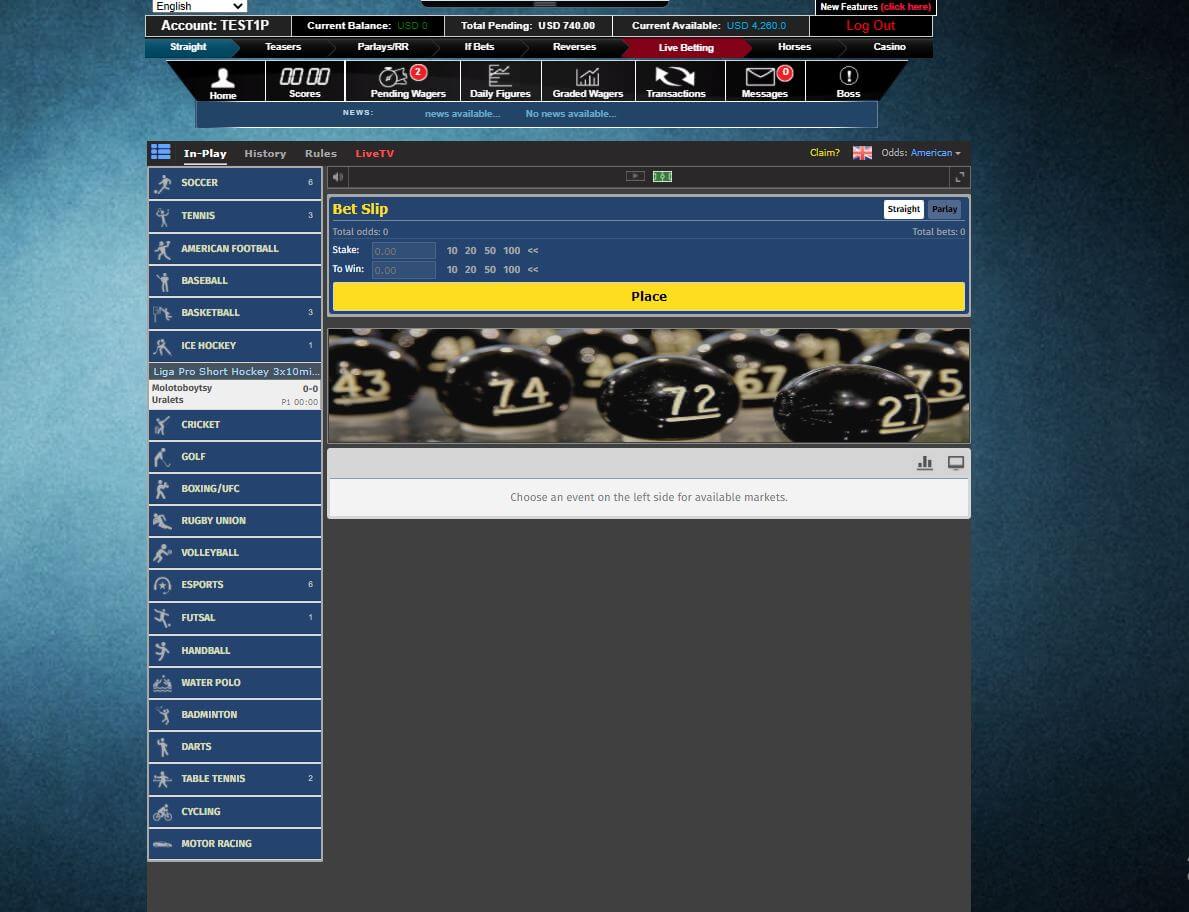 English
New Features (click here)
Account: TEST1P Current Balance: USD 0 Total Pending: USD 740.00 Current Available: USD 4,260.0 Log Out
Straight Teasers Parlays/RR If Bets Reverses Live Betting Horses Casino
00 00 2 0
Home Scores Pending Wagers Daily Figures Graded Wagers Transactions Messages Boss
NEWS: news available... No news available...
In-Play History Rules LiveTV Claim? Odds: American
SOCCER 6
TENNIS 3
AMERICAN FOOTBALL
BASEBALL
BASKETBALL 3
ICE HOCKEY 1
Liga Pro Short Hockey 3x10mi...
Molotoboytsy 0-0
Uralets P1 00:00
CRICKET
GOLF
BOXING/UFC
RUGBY UNION
VOLLEYBALL
ESPORTS 6
FUTSAL 1
HANDBALL
WATER POLO
BADMINTON
DARTS
TABLE TENNIS 2
CYCLING
MOTOR RACING
Bet Slip Straight Parlay
Total odds: 0 Total bets: 0
Stake: 0.00 10 20 50 100 <<
To Win: 0.00 10 20 50 100 <<
Place
43 74 72 67 27 75
Choose an event on the left side for available markets.